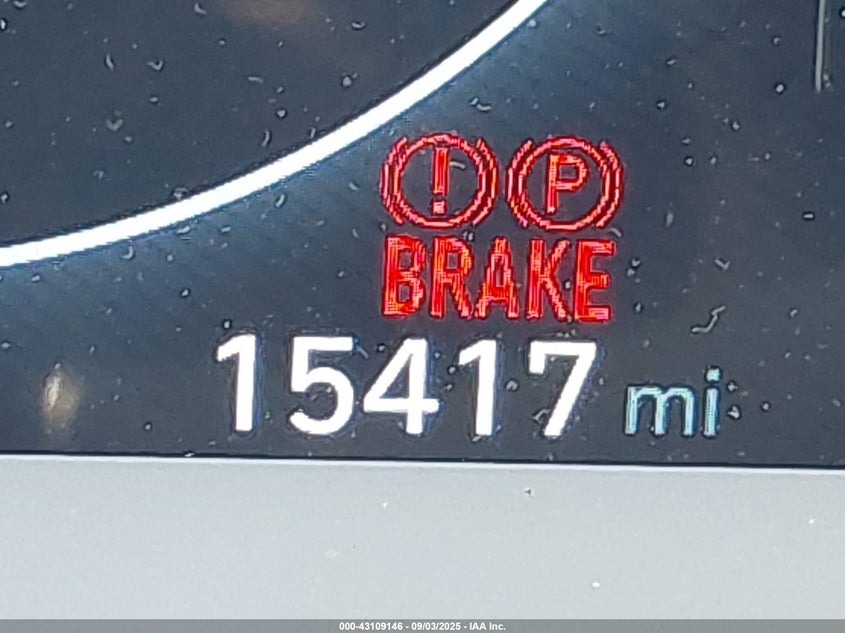 ! P
BRAKE
15417 mi
000-43109146 - 09/03/2025 - IAA Inc.